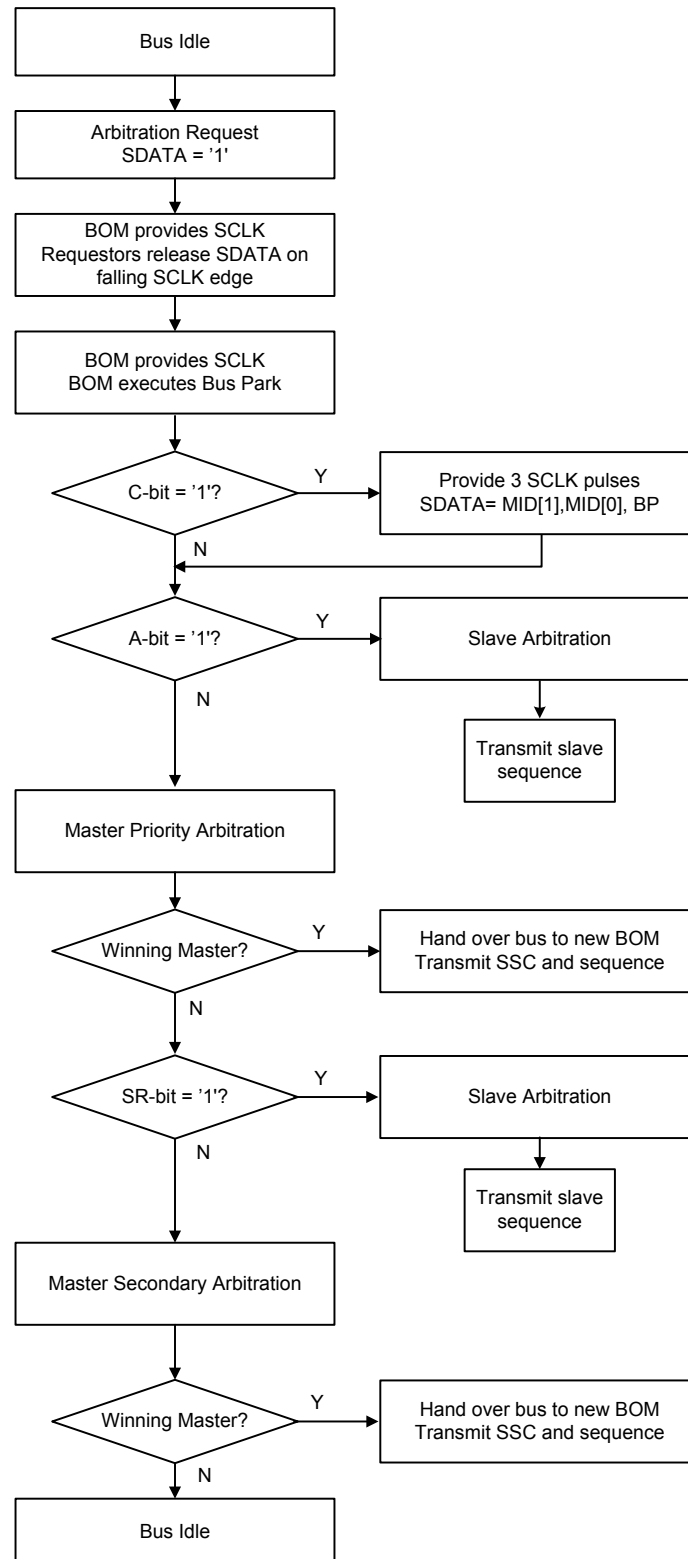 Bus Idle
Arbitration Request
SDATA = ’1'
BOM provides SCLK
Requestors release SDATA on
falling SCLK edge
BOM provides SCLK
BOM executes Bus Park
C-bit = ’1'?
Y
Provide 3 SCLK pulses
SDATA= MID[1],MID[0], BP
N
A-bit = ’1'?
Y
Slave Arbitration
N
Transmit slave
sequence
Master Priority Arbitration
Winning Master?
Y
Hand over bus to new BOM
Transmit SSC and sequence
N
SR-bit = ’1'?
Y
Slave Arbitration
N
Transmit slave
sequence
Master Secondary Arbitration
Winning Master?
Y
Hand over bus to new BOM
Transmit SSC and sequence
N
Bus Idle